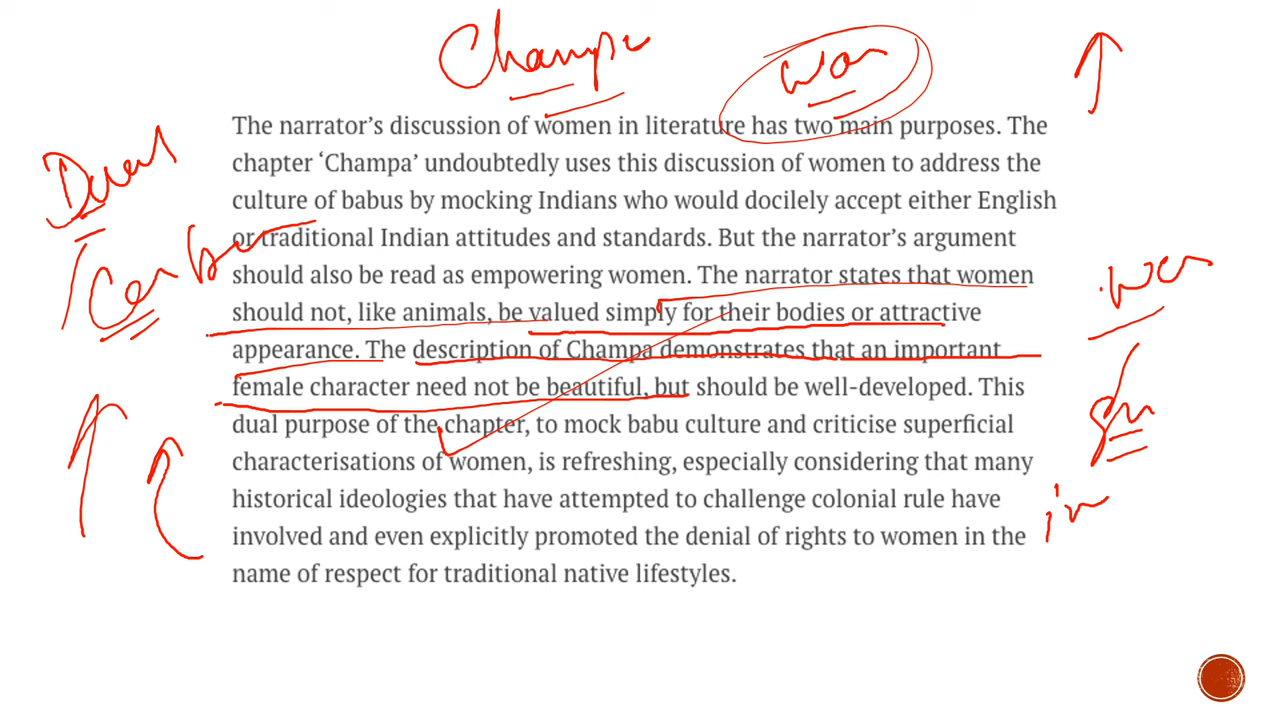 Champa
The narrator’s discussion of women in literature has two main purposes. The
chapter ‘Champa’ undoubtedly uses this discussion of women to address the
culture of babus by mocking Indians who would docilely accept either English
or traditional Indian attitudes and standards. But the narrator’s argument
should also be read as empowering women. The narrator states that women
should not, like animals, be valued simply for their bodies or attractive
appearance. The description of Champa demonstrates that an important
female character need not be beautiful, but should be well-developed. This
dual purpose of the chapter, to mock babu culture and criticise superficial
characterisations of women, is refreshing, especially considering that many
historical ideologies that have attempted to challenge colonial rule have
involved and even explicitly promoted the denial of rights to women in the
name of respect for traditional native lifestyles.